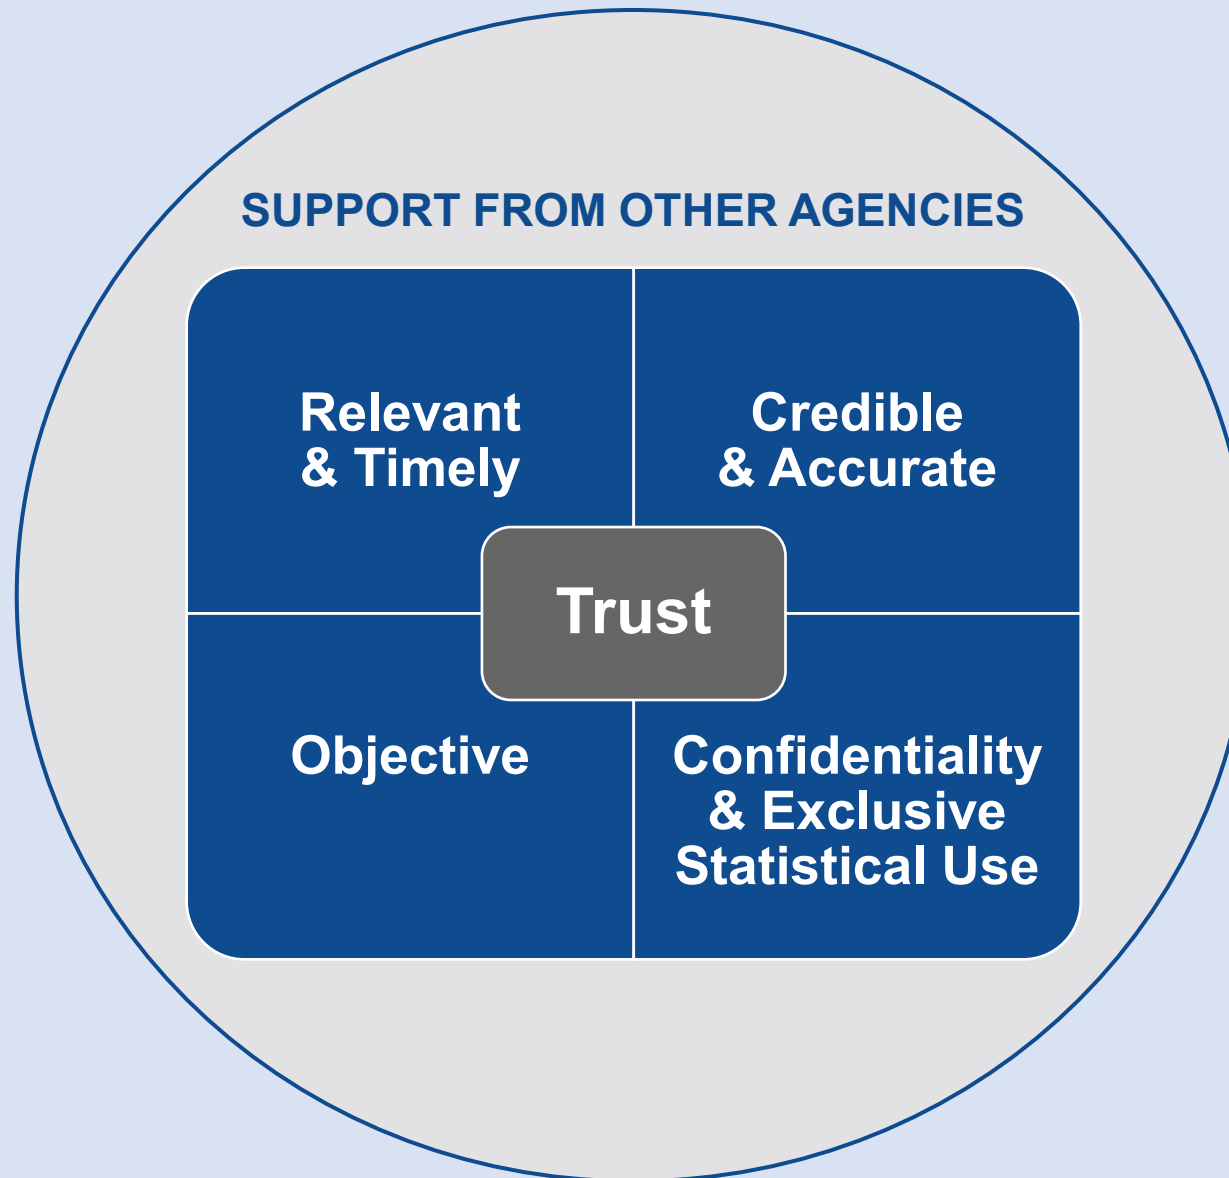 SUPPORT FROM OTHER AGENCIES
Relevant
& Timely
Credible
& Accurate
Trust
Objective
Confidentiality
& Exclusive
Statistical Use